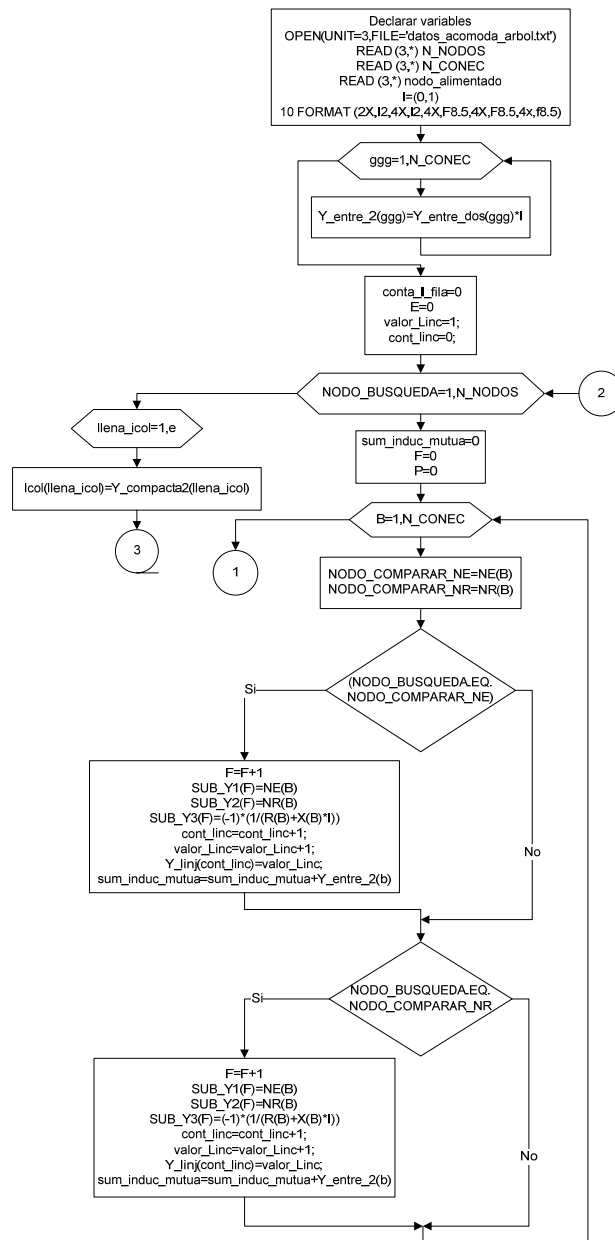 Declarar variables
OPEN(UNIT=3,FILE='datos_acomoda_arbol.txt')
READ (3,*) N_NODOS
READ (3,*) N_CONEC
READ (3,*) nodo_alimentado
I=(0,1)
10 FORMAT (2X,I2,4X,I2,4X,F8.5,4X,F8.5,4x,f8.5)
ggg=1,N_CONEC
Y_entre_2(ggg)=Y_entre_dos(ggg)*I
conta_I_fila=0
E=0
valor_Linc=1;
cont_linc=0;
NODO_BUSQUEDA=1,N_NODOS
2
llena_icol=1,e
sum_induc_mutua=0
F=0
P=0
Icol(llena_icol)=Y_compacta2(llena_icol)
3
B=1,N_CONEC
1
NODO_COMPARAR_NE=NE(B)
NODO_COMPARAR_NR=NR(B)
(NODO_BUSQUEDA.EQ.
NODO_COMPARAR_NE)
Si
F=F+1
SUB_Y1(F)=NE(B)
SUB_Y2(F)=NR(B)
SUB_Y3(F)=(-1)*(1/(R(B)+X(B)*I))
cont_linc=cont_linc+1;
valor_Linc=valor_Linc+1;
Y_linj(cont_linc)=valor_Linc;
sum_induc_mutua=sum_induc_mutua+Y_entre_2(b)
No
NODO_BUSQUEDA.EQ.
NODO_COMPARAR_NR
Si
F=F+1
SUB_Y1(F)=NE(B)
SUB_Y2(F)=NR(B)
SUB_Y3(F)=(-1)*(1/(R(B)+X(B)*I))
cont_linc=cont_linc+1;
valor_Linc=valor_Linc+1;
Y_linj(cont_linc)=valor_Linc;
sum_induc_mutua=sum_induc_mutua+Y_entre_2(b)
No